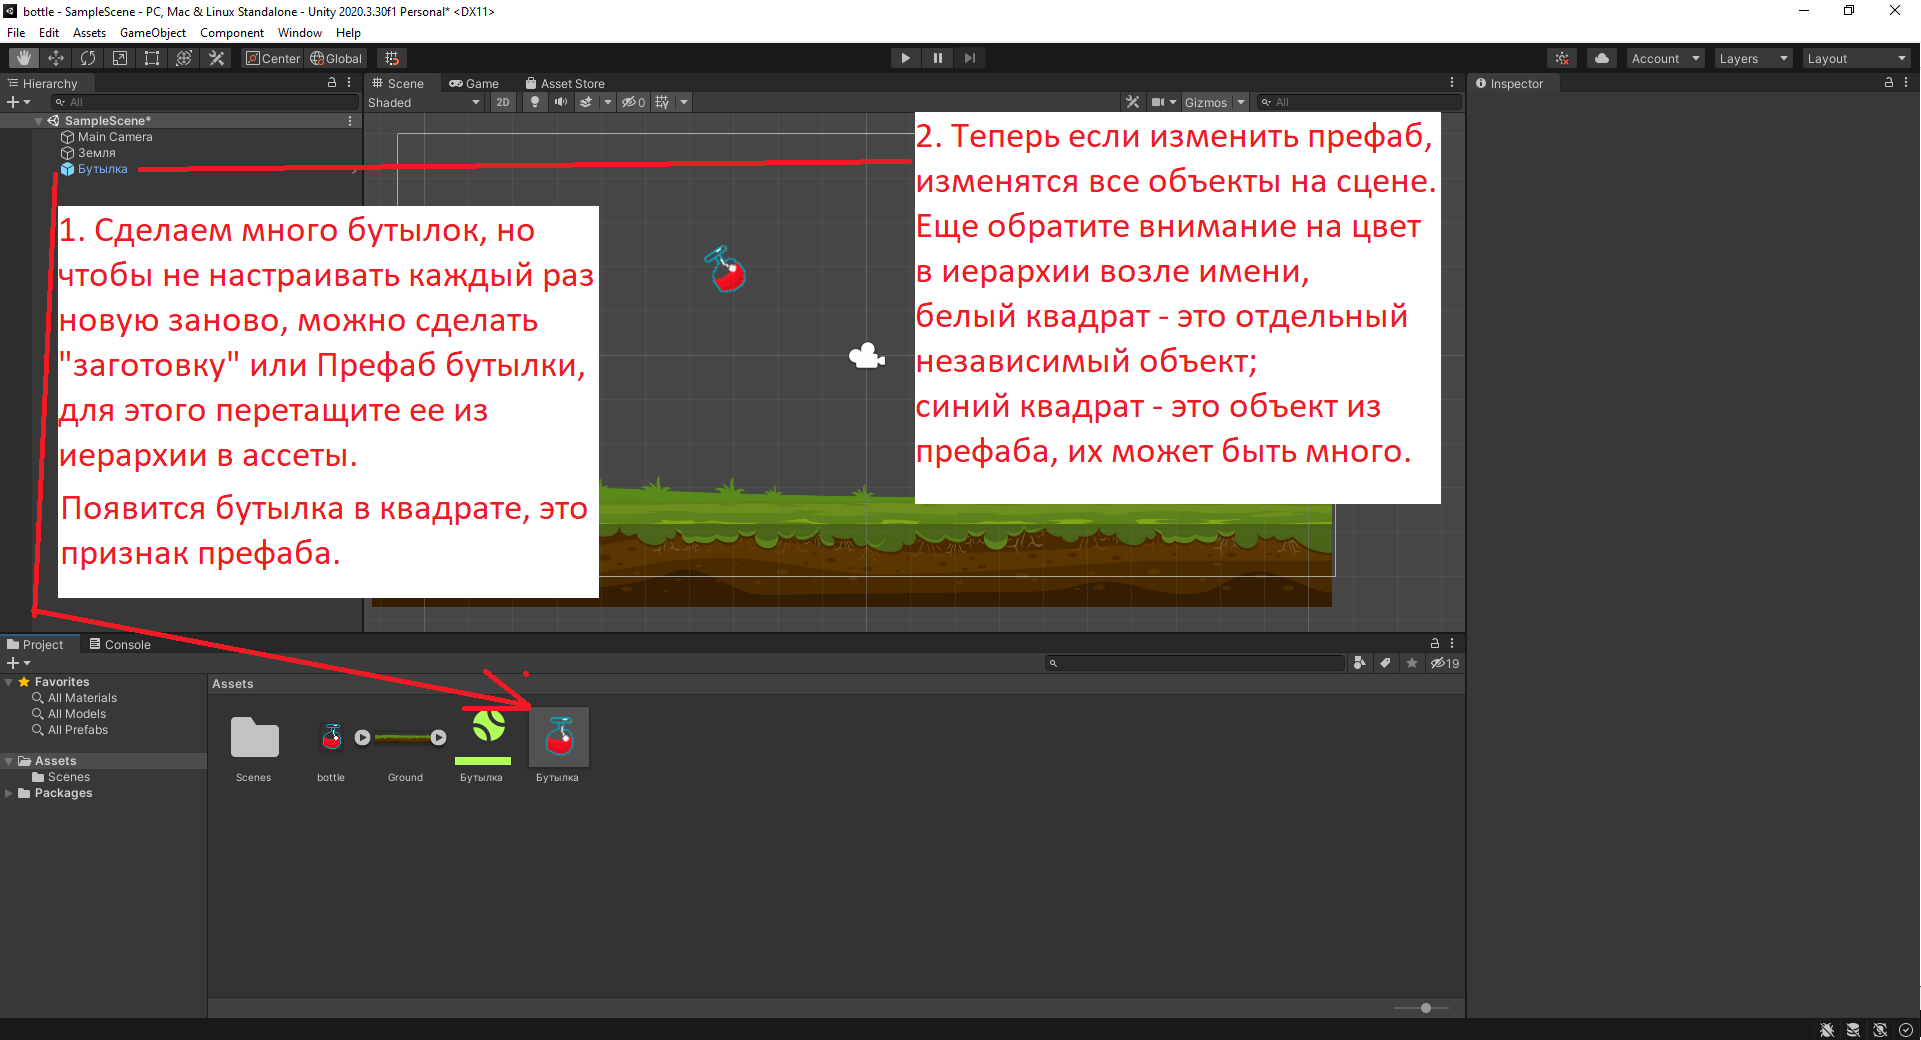 bottle - SampleScene - PC, Mac & Linux Standalone - Unity 2020.3.30f1 Personal* <DX11>
File Edit Assets GameObject Component Window Help
Center Global Account Layers Layout
Hierarchy
All
SampleScene*
Main Camera
Земля
Бутылка
Scene Game Asset Store
Shaded 2D 0 Gizmos All
Inspector
1. Сделаем много бутылок, но
чтобы не настраивать каждый раз
новую заново, можно сделать
"заготовку" или Префаб бутылки,
для этого перетащите ее из
иерархии в ассеты.
Появится бутылка в квадрате, это
признак префаба.
2. Теперь если изменить префаб,
изменятся все объекты на сцене.
Еще обратите внимание на цвет
в иерархии возле имени,
белый квадрат - это отдельный
независимый объект;
синий квадрат - это объект из
префаба, их может быть много.
Project Console
19
Favorites
All Materials
All Models
All Prefabs
Assets
Scenes
Packages
Assets
Scenes bottle Ground Бутылка Бутылка